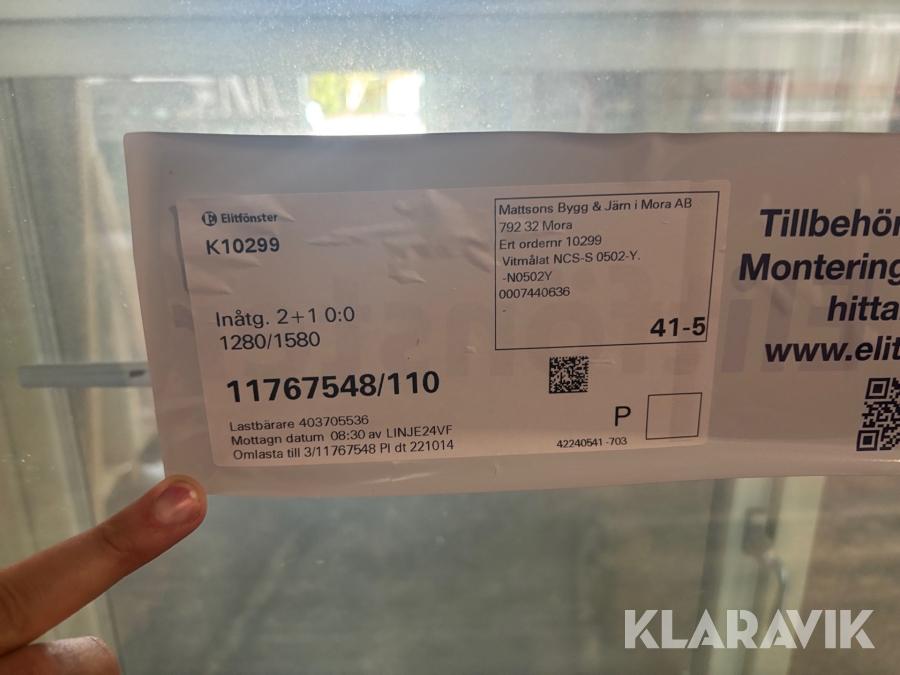 Elitfönster
K10299
Inåtg. 2+1 0:0
1280/1580
11767548/110
Lastbärare 403705536
Mottagn datum 08:30 av LINJE24VF
Omlasta till 3/11767548 Pl dt 221014
Mattsons Bygg & Järn i Mora AB
792 32 Mora
Ert ordernr 10299
Vitmålat NCS-S 0502-Y.
-N0502Y
0007440636
-
41-5
P
42240541 -703
Tillbehör
Montering
hitta
www.elit
KLARAVIK